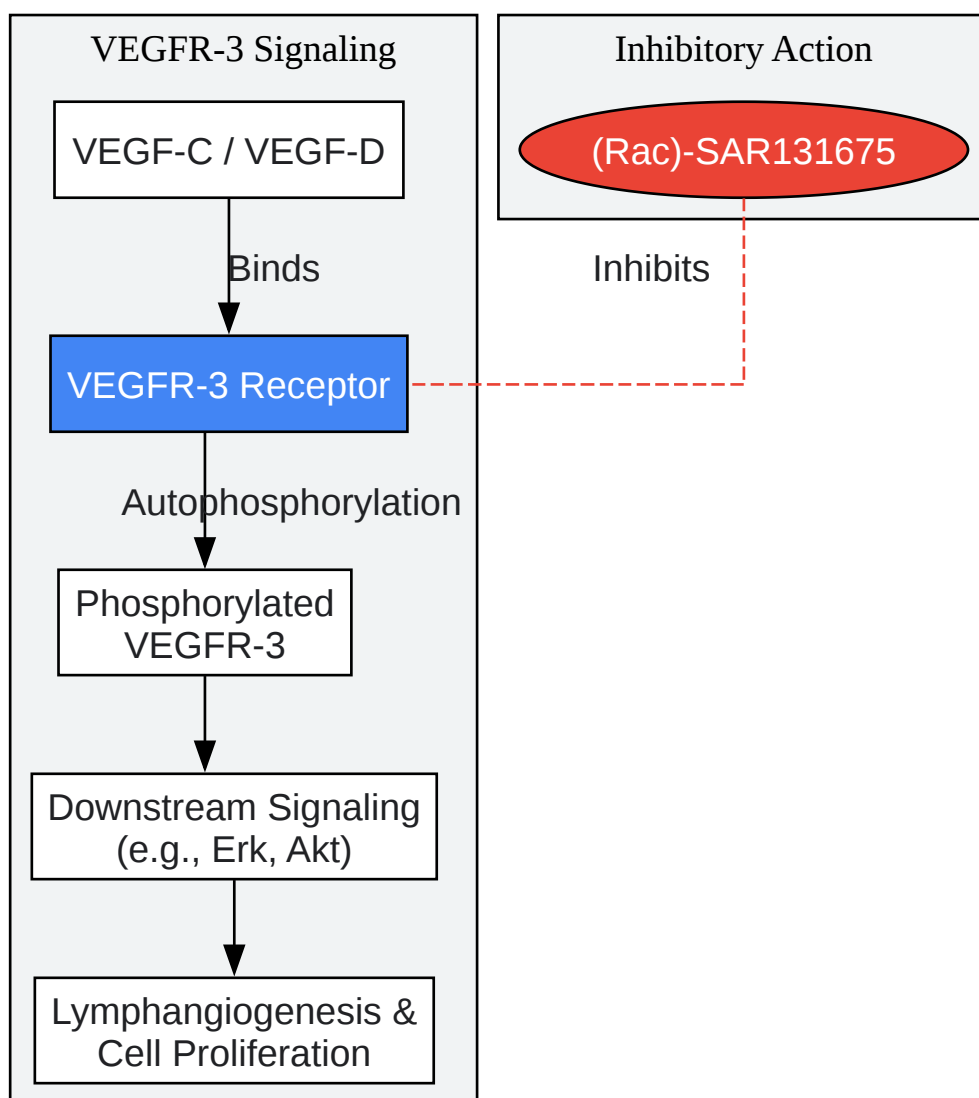 VEGFR-3 Signaling
VEGF-C / VEGF-D
Binds
VEGFR-3 Receptor
Autophosphorylation
Phosphorylated
VEGFR-3
Downstream Signaling
(e.g., Erk, Akt)
Lymphangiogenesis &
Cell Proliferation
Inhibitory Action
(Rac)-SAR131675
Inhibits